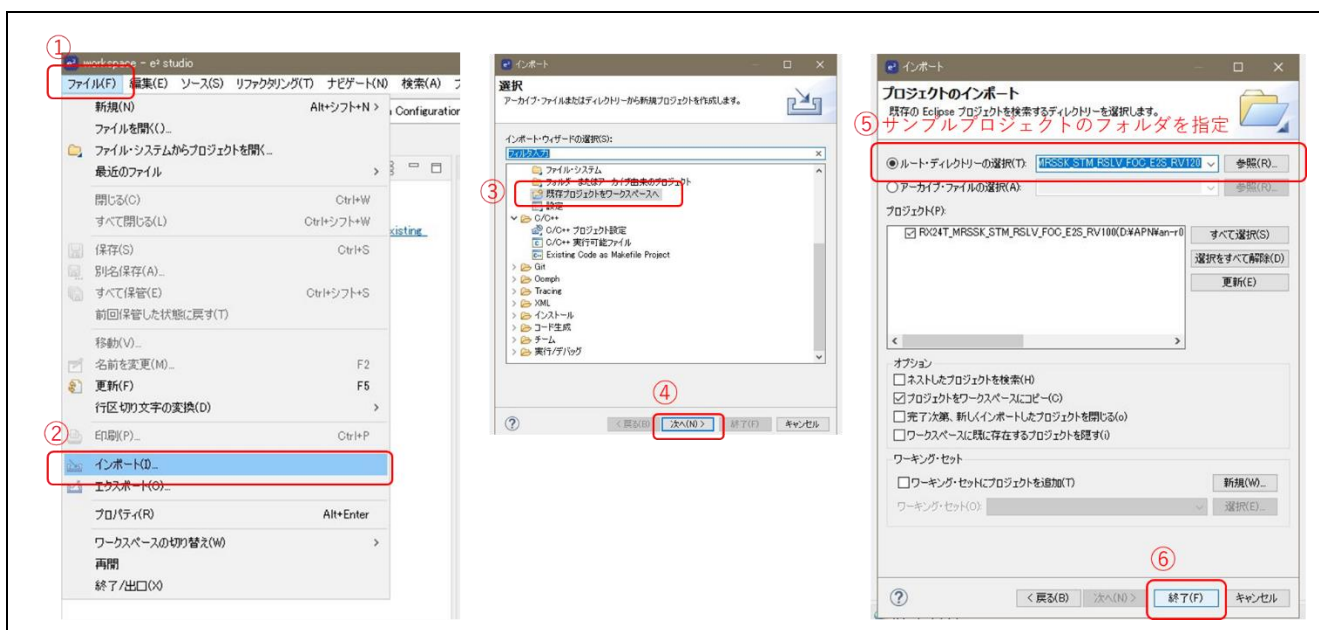 ①
workspace - e² studio
ファイル(F) 編集(E) ソース(S) リファクタリング(T) ナビゲート(N) 検索(A)
新規(N) Alt+シフト+N >
Configuration
ファイルを開く(.)...
ファイル・システムからプロジェクトを開く...
最近のファイル >
閉じる(C) Ctrl+W
すべて閉じる(L) Ctrl+シフト+W
保存(S) Ctrl+S
別名保存(A)...
すべて保管(E) Ctrl+シフト+S
前回保管した状態に戻す(T)
移動(V)...
名前を変更(M)... F2
更新(F) F5
行区切り文字の変換(D) >
②
印刷(P)... Ctrl+P
インポート(I)...
エクスポート(O)...
プロパティ(R) Alt+Enter
ワークスペースの切り替え(W) >
再開
終了/出口(X)
インポート
選択
アーカイブ・ファイルまたはディレクトリーから新規プロジェクトを作成します。
インポート・ウィザードの選択(S):
フィルタ入力
ファイル・システム
フォルダーまたはアーカイブ由来のプロジェクト
③
既存プロジェクトをワークスペースへ
設定
C/C++
C/C++ プロジェクト設定
C/C++ 実行可能ファイル
Existing Code as Makefile Project
Git
Oomph
Tracing
XML
インストール
コード生成
チーム
実行/デバッグ
④
< 戻る(B) 次へ(N) > 終了(F) キャンセル
インポート
プロジェクトのインポート
既存の Eclipse プロジェクトを検索するディレクトリーを選択します。
⑤サンプルプロジェクトのフォルダを指定
ルート・ディレクトリーの選択(T): MRSSK_STM_RSLV_FOC_E2S_RV120 参照(R)...
アーカイブ・ファイルの選択(A): 参照(R)...
プロジェクト(P):
RX24T_MRSSK_STM_RSLV_FOC_E2S_RV100(D:¥APN¥an-r0
すべて選択(S)
選択をすべて解除(D)
更新(E)
オプション
ネストしたプロジェクトを検索(H)
プロジェクトをワークスペースにコピー(C)
完了次第、新しくインポートしたプロジェクトを閉じる(o)
ワークスペースに既に存在するプロジェクトを隠す(i)
ワーキング・セット
ワーキング・セットにプロジェクトを追加(T) 新規(W)...
ワーキング・セット(O): 選択(E)...
⑥
< 戻る(B) 次へ(N) > 終了(F) キャンセル